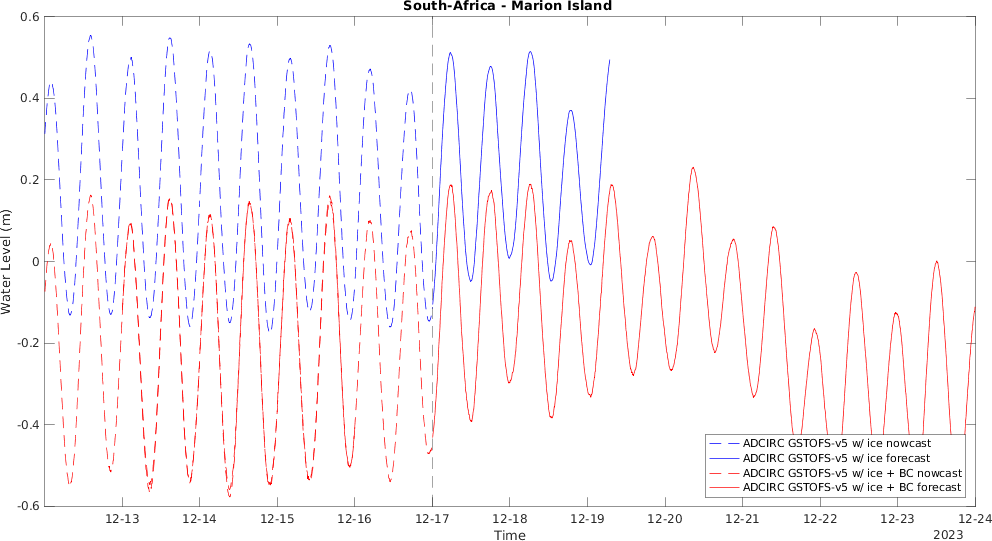 South-Africa - Marion Island
0.6
0.4
0.2
0
-0.2
-0.4
-0.6
Water Level (m)
12-13 12-14 12-15 12-16 12-17 12-18 12-19 12-20 12-21 12-22 12-23 12-24
Time
2023
ADCIRC GSTOFS-v5 w/ ice nowcast
ADCIRC GSTOFS-v5 w/ ice forecast
ADCIRC GSTOFS-v5 w/ ice + BC nowcast
ADCIRC GSTOFS-v5 w/ ice + BC forecast